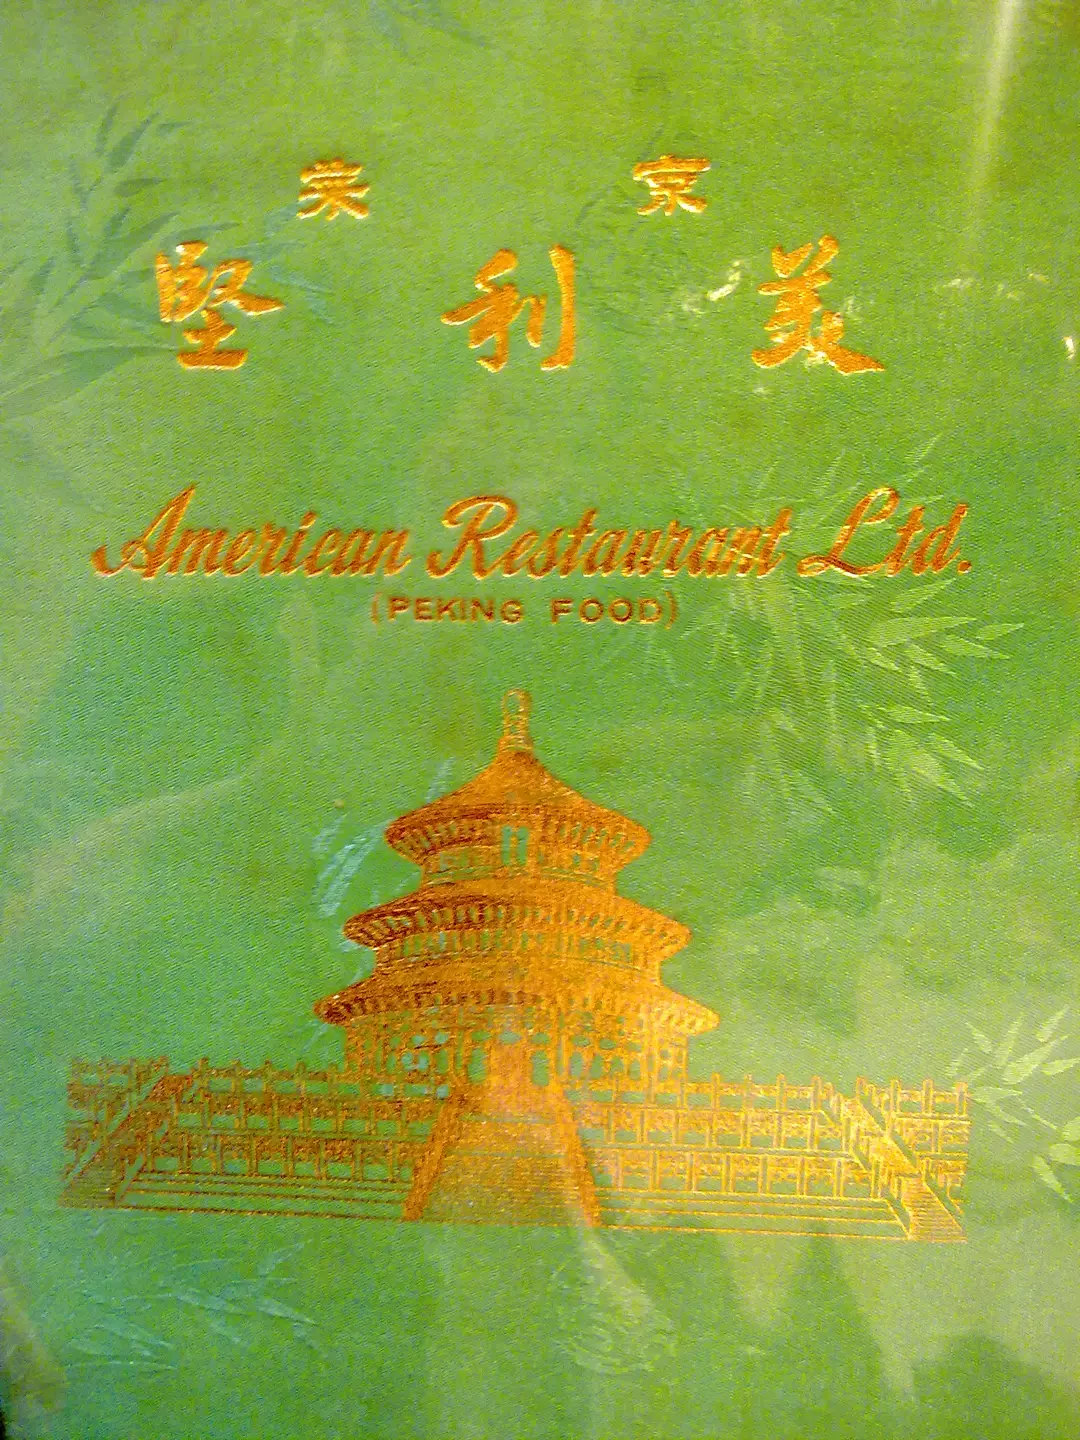 京菜
美利堅
American Restaurant Ltd.
(PEKING FOOD)